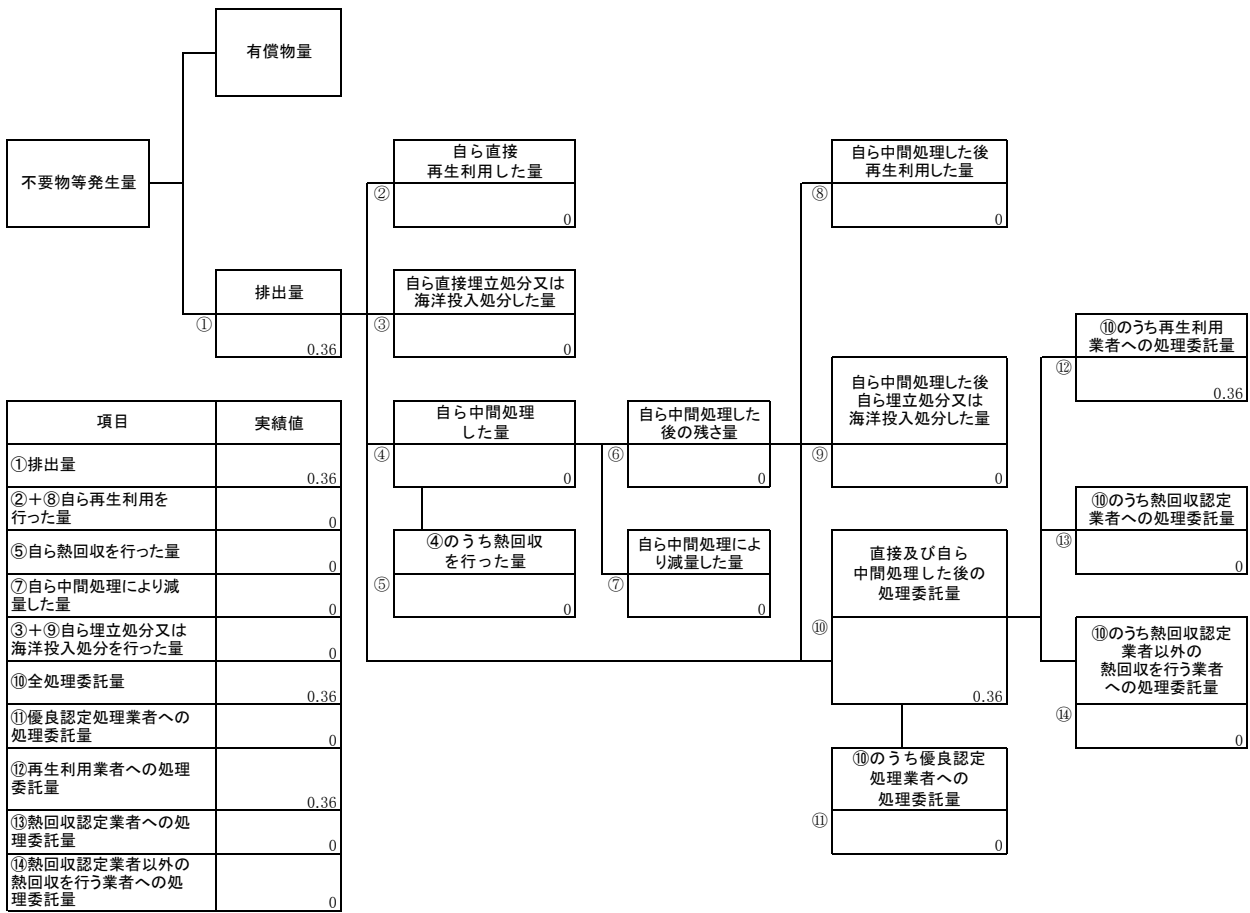 有償物量
不要物等発生量
排出量
①
0.36
自ら直接
再生利用した量
②
0
自ら直接埋立処分又は
海洋投入処分した量
③
0
自ら中間処理
した量
④
0
④のうち熱回収
を行った量
⑤
0
自ら中間処理した
後の残さ量
⑥
0
自ら中間処理によ
り減量した量
⑦
0
自ら中間処理した後
再生利用した量
⑧
0
自ら中間処理した後
自ら埋立処分又は
海洋投入処分した量
⑨
0
直接及び自ら
中間処理した後の
処理委託量
⑩
0.36
⑩のうち優良認定
処理業者への
処理委託量
⑪
0
⑩のうち再生利用
業者への処理委託量
⑫
0.36
⑩のうち熱回収認定
業者への処理委託量
⑬
0
⑩のうち熱回収認定
業者以外の
熱回収を行う業者
への処理委託量
⑭
0
項目 実績値
①排出量
0.36
②+⑧自ら再生利用を
行った量
0
⑤自ら熱回収を行った量
0
⑦自ら中間処理により減
量した量
0
③+⑨自ら埋立処分又は
海洋投入処分を行った量
0
⑩全処理委託量
0.36
⑪優良認定処理業者への
処理委託量
0
⑫再生利用業者への処理
委託量
0.36
⑬熱回収認定業者への処
理委託量
0
⑭熱回収認定業者以外の
熱回収を行う業者への処
理委託量
0